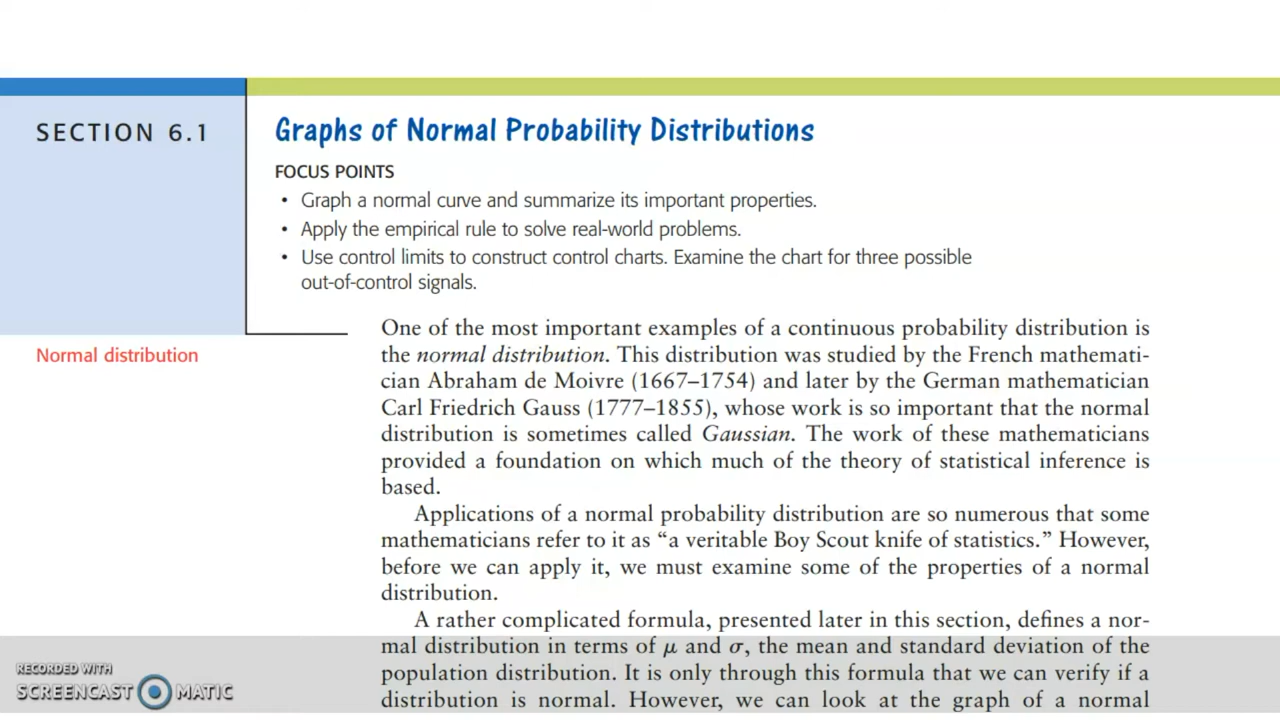 SECTION 6.1
Graphs of Normal Probability Distributions
FOCUS POINTS
• Graph a normal curve and summarize its important properties.
• Apply the empirical rule to solve real-world problems.
• Use control limits to construct control charts. Examine the chart for three possible
out-of-control signals.
Normal distribution
One of the most important examples of a continuous probability distribution is
the normal distribution. This distribution was studied by the French mathemati-
cian Abraham de Moivre (1667–1754) and later by the German mathematician
Carl Friedrich Gauss (1777–1855), whose work is so important that the normal
distribution is sometimes called Gaussian. The work of these mathematicians
provided a foundation on which much of the theory of statistical inference is
based.
Applications of a normal probability distribution are so numerous that some
mathematicians refer to it as “a veritable Boy Scout knife of statistics.” However,
before we can apply it, we must examine some of the properties of a normal
distribution.
A rather complicated formula, presented later in this section, defines a nor-
mal distribution in terms of μ and σ, the mean and standard deviation of the
population distribution. It is only through this formula that we can verify if a
distribution is normal. However, we can look at the graph of a normal
RECORDED WITH
SCREENCAST MATIC